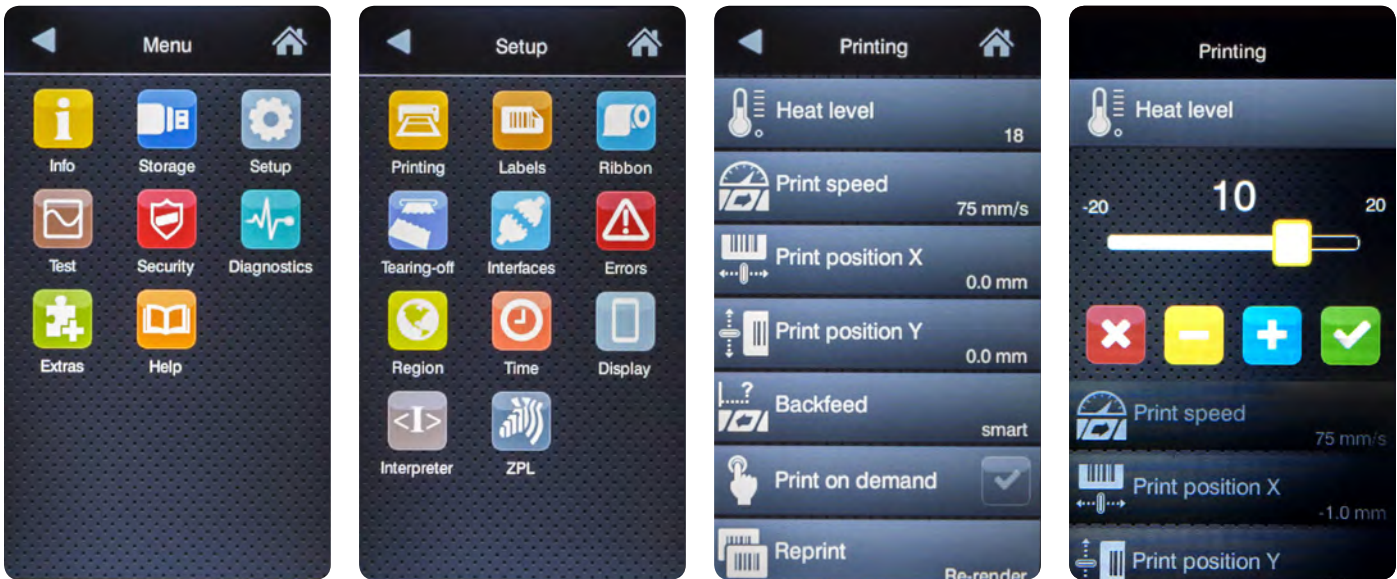 Menu
Info Storage Setup
Test Security Diagnostics
Extras Help
Setup
Printing Labels Ribbon
Tearing-off Interfaces Errors
Region Time Display
<I>
Interpreter ZPL
Printing
Heat level
18
Print speed
75 mm/s
Print position X
0.0 mm
Print position Y
0.0 mm
...?
Backfeed
smart
Print on demand
Reprint
Re-render
Printing
Heat level
-20 10 20
Print speed
75 mm/s
Print position X
-1.0 mm
Print position Y